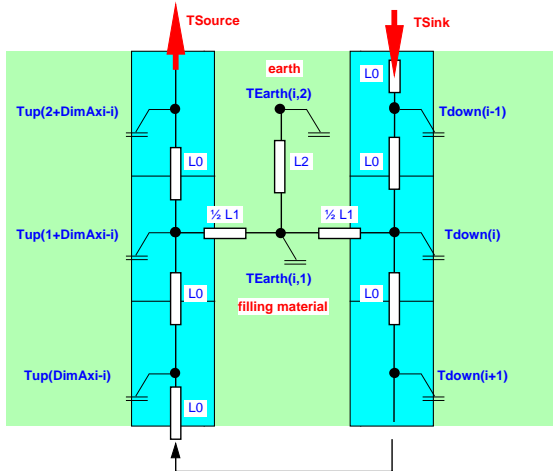 TSource
TSink
L0
earth
TEarth(i,2)
Tup(2+DimAxi-i)
Tdown(i-1)
L0
L2
L0
½ L1
½ L1
Tup(1+DimAxi-i)
Tdown(i)
TEarth(i,1)
L0
filling material
L0
Tup(DimAxi-i)
Tdown(i+1)
L0